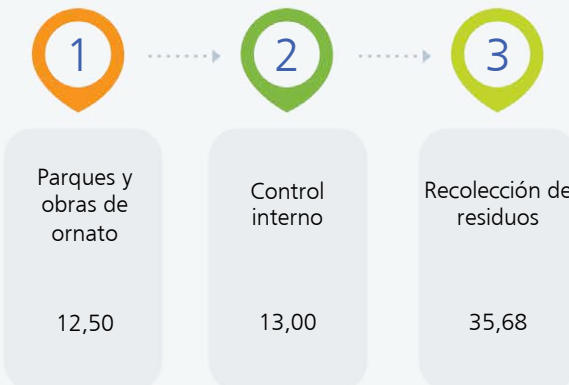 1
2
3
Parques y
obras de
ornato
12,50
Control
interno
13,00
Recolección de
residuos
35,68